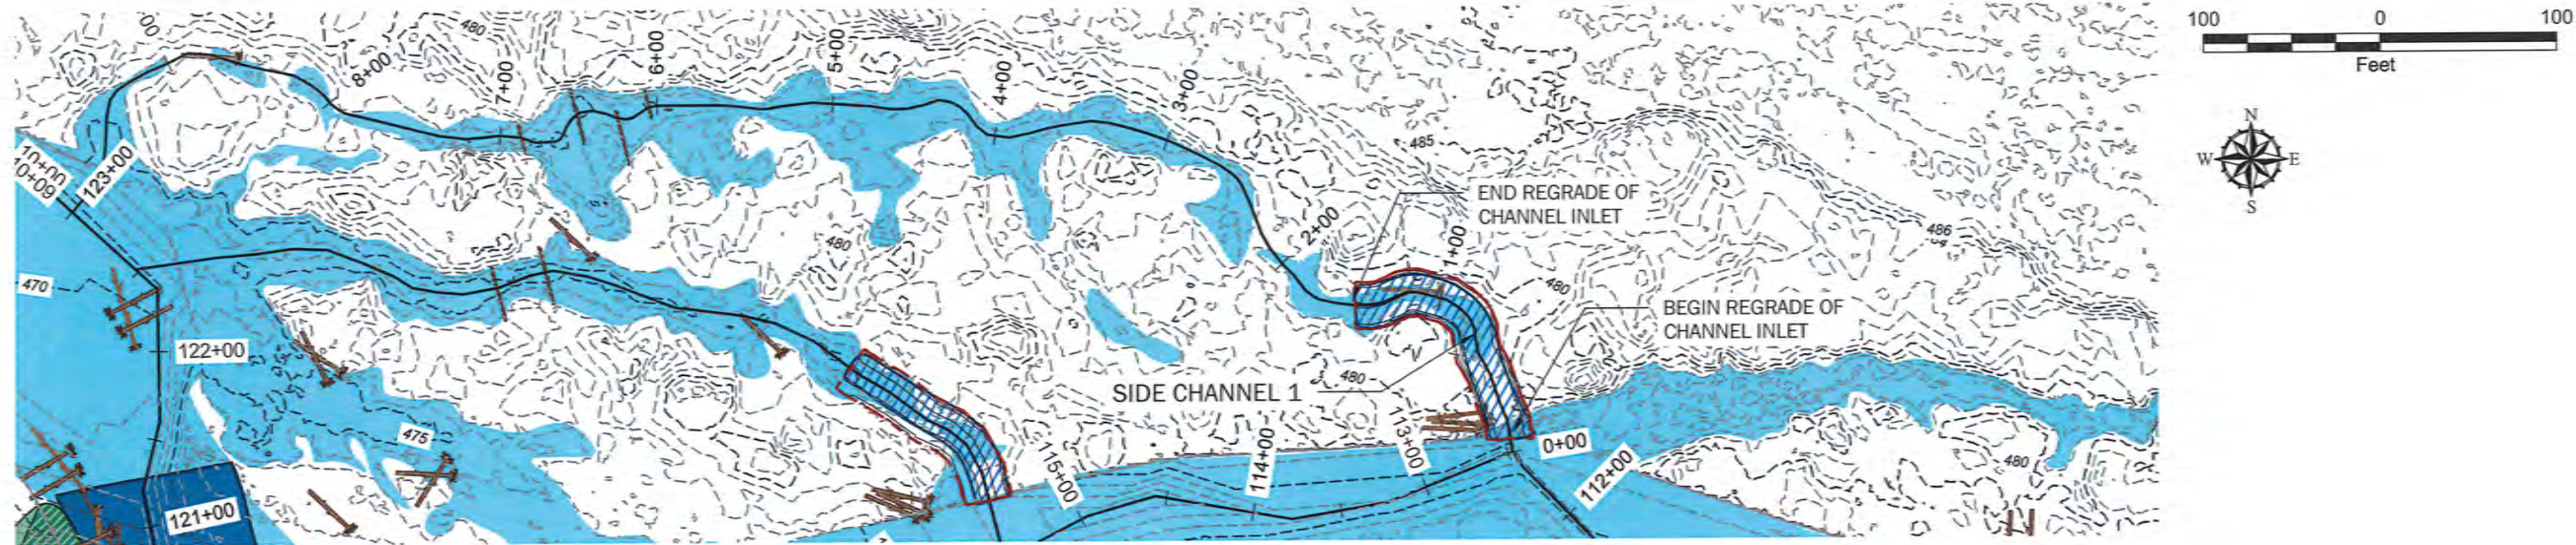 100 0 100
Feet
N
W E
S
00
480
8+00
7+00
6+00
5+00
4+00
3+00
485
10+00
10+09
123+00
END REGRADE OF
CHANNEL INLET
2+00
1+00
480
486
470
480
BEGIN REGRADE OF
CHANNEL INLET
122+00
480
SIDE CHANNEL 1
475
115+00
114+00
113+00
0+00
112+00
480
121+00